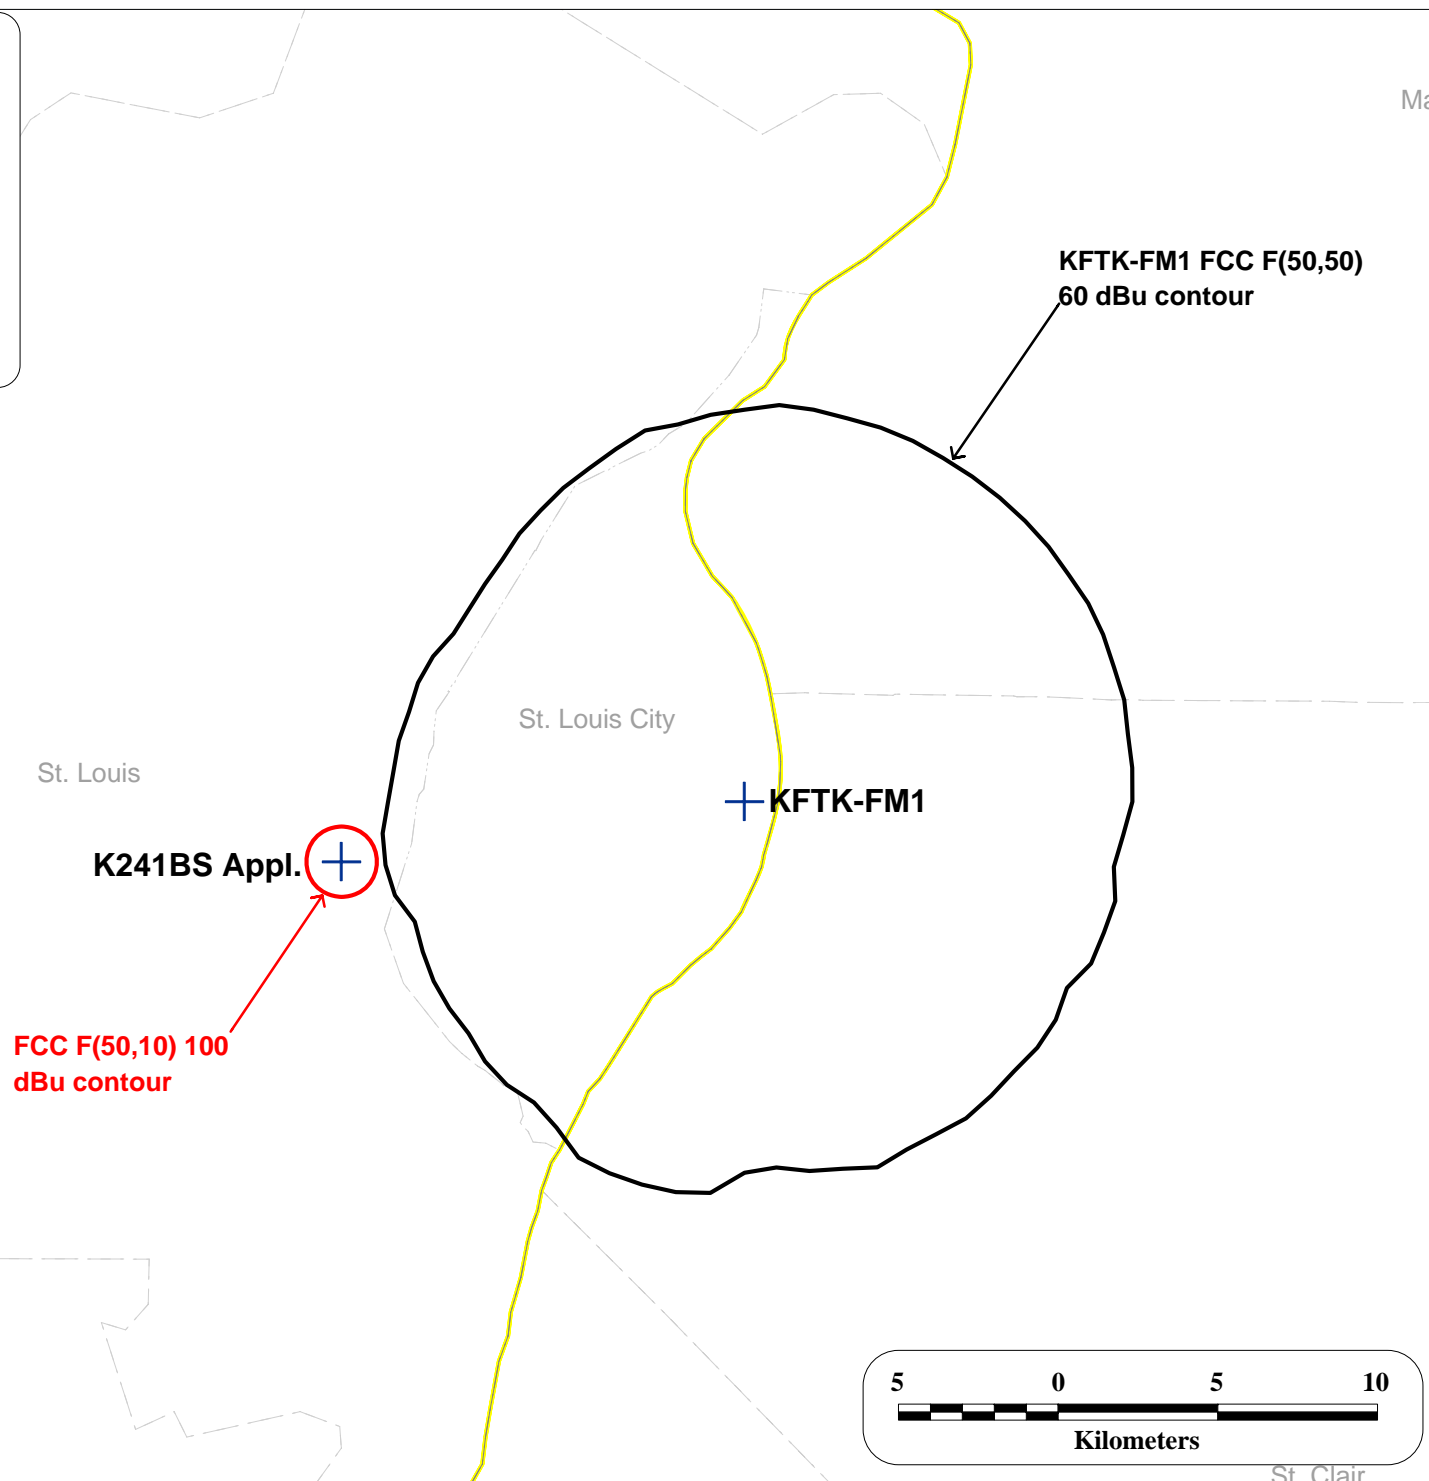 KFTK-FM1 FCC F(50,50)
60 dBu contour
St. Louis City
St. Louis
KFTK-FM1
K241BS Appl.
FCC F(50,10) 100
dBu contour
5 0 5 10
Kilometers
St. Clair